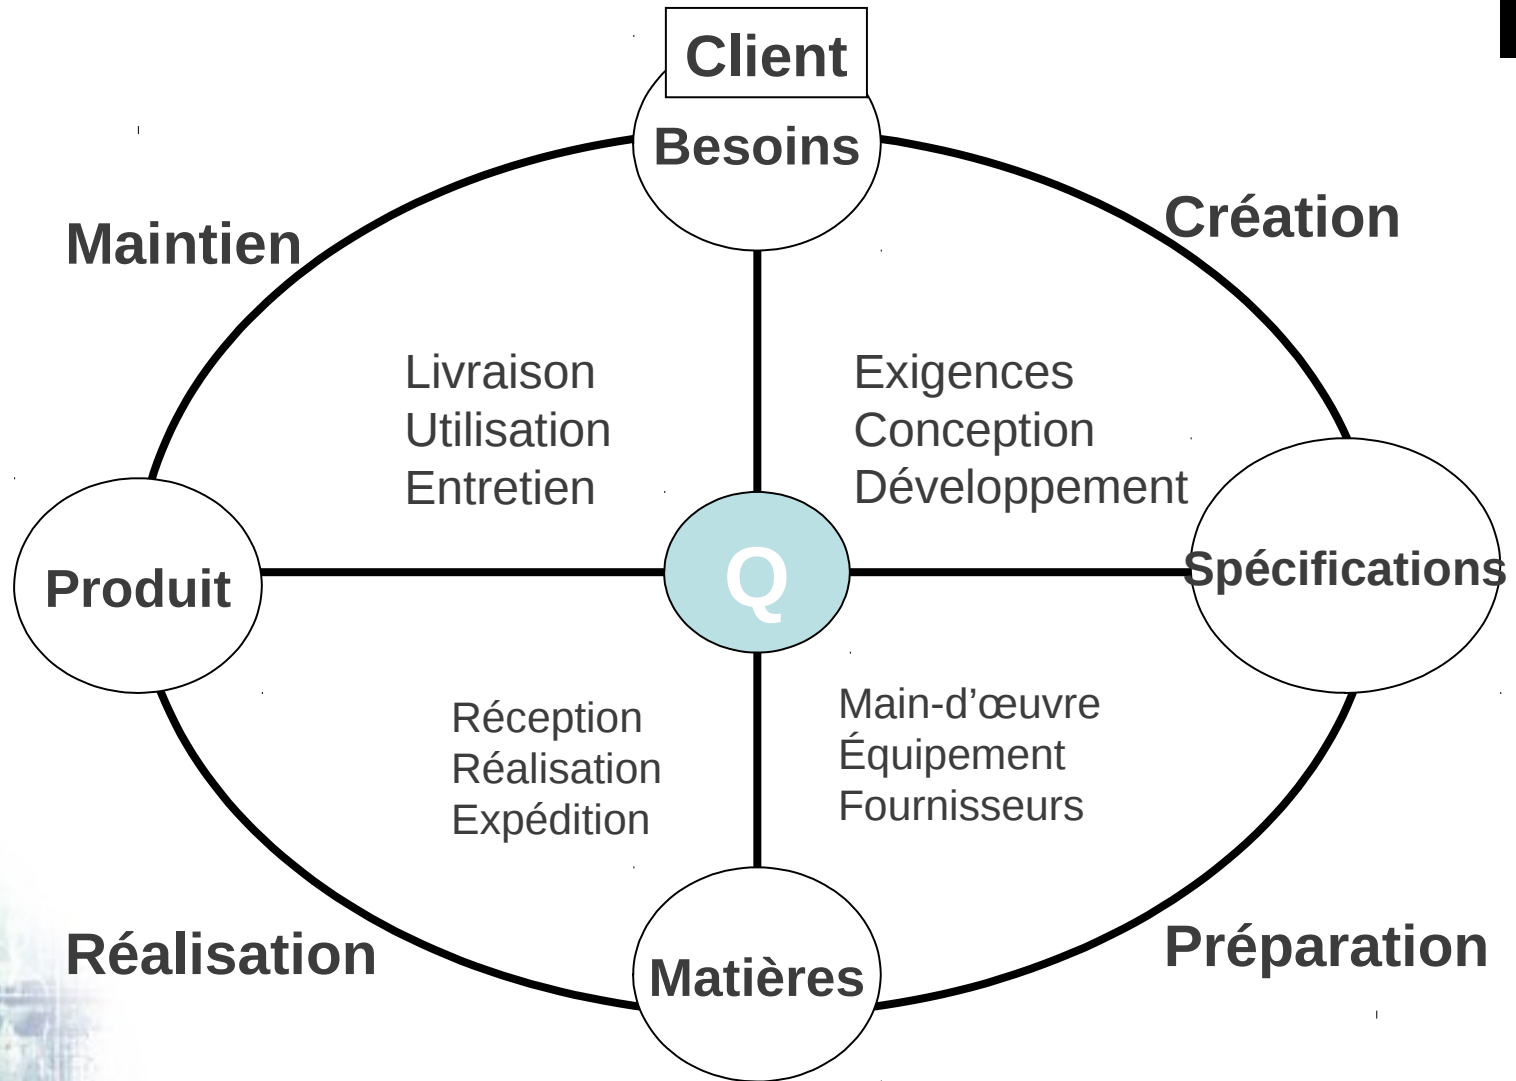 Client
Besoins
Maintien
Création
Livraison
Utilisation
Entretien
Exigences
Conception
Développement
Produit
Q
Spécifications
Réception
Réalisation
Expédition
Main-d’œuvre
Équipement
Fournisseurs
Réalisation
Matières
Préparation